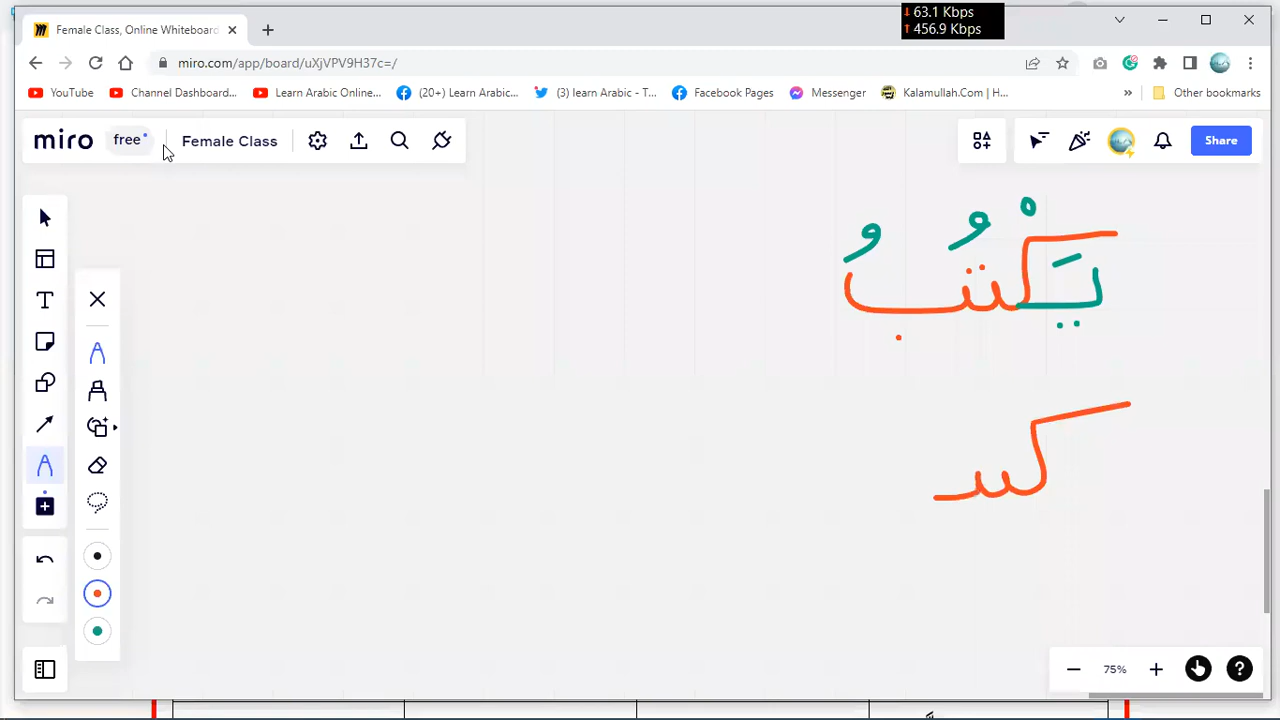 63.1 Kbps
456.9 Kbps
Female Class, Online Whiteboard
miro.com/app/board/uXjVPV9H37c=/
YouTube Channel Dashboard... Learn Arabic Online... (20+) Learn Arabic... (3) learn Arabic - T... Facebook Pages Messenger Kalamullah.Com | H... » Other bookmarks
miro free Female Class Share
يَكْتُبُ
75%